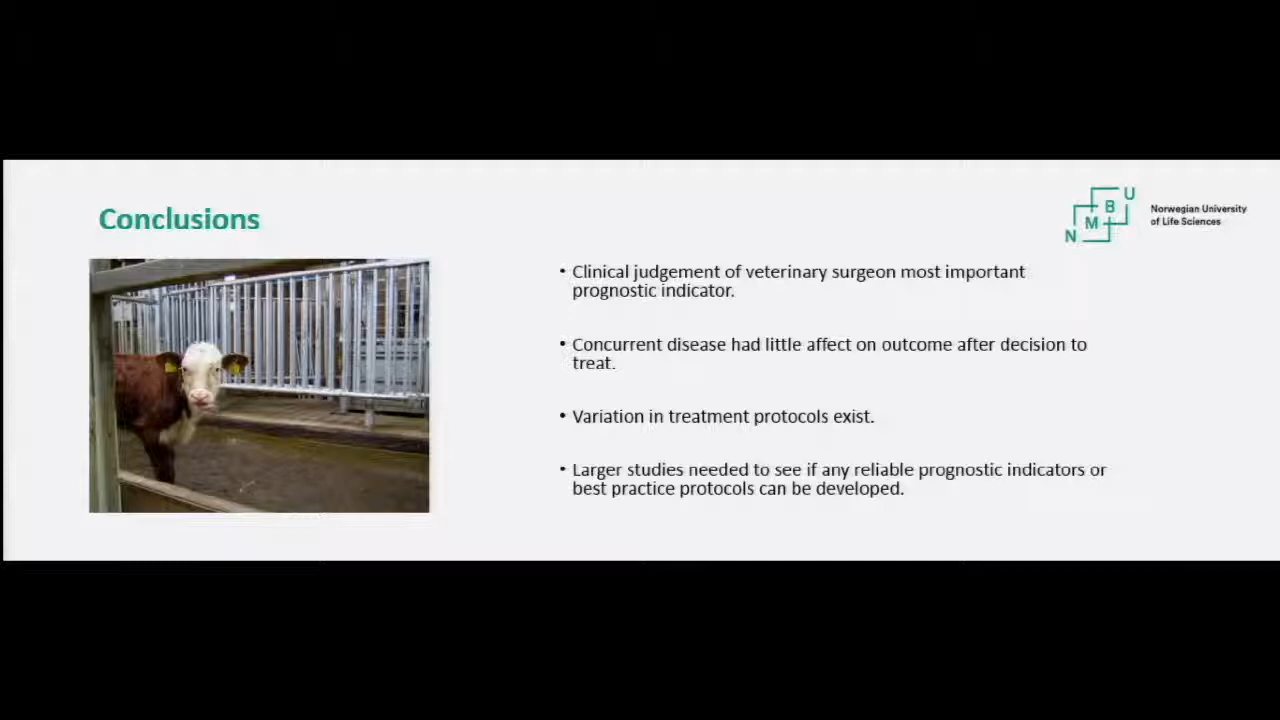 Conclusions
N M B U
Norwegian University
of Life Sciences
• Clinical judgement of veterinary surgeon most important
prognostic indicator.
• Concurrent disease had little affect on outcome after decision to
treat.
• Variation in treatment protocols exist.
• Larger studies needed to see if any reliable prognostic indicators or
best practice protocols can be developed.